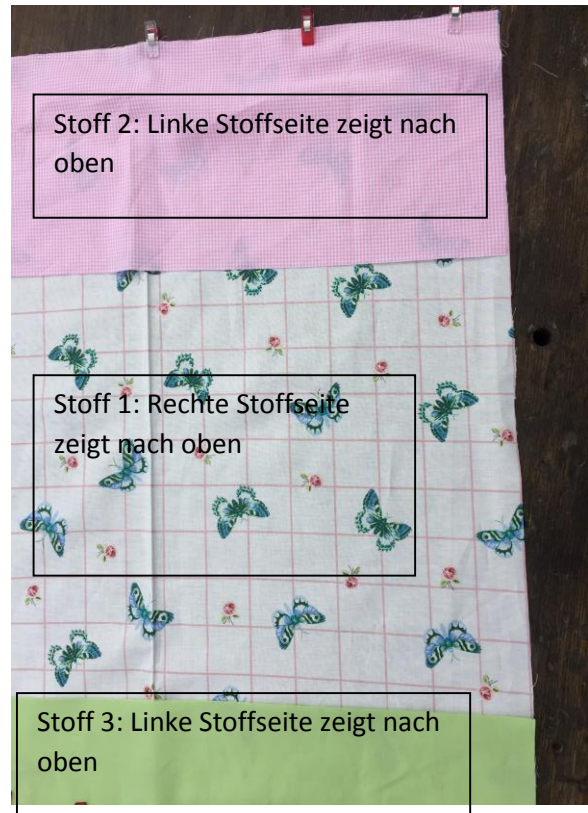 Stoff 2: Linke Stoffseite zeigt nach
oben
Stoff 1: Rechte Stoffseite
zeigt nach oben
Stoff 3: Linke Stoffseite zeigt nach
oben